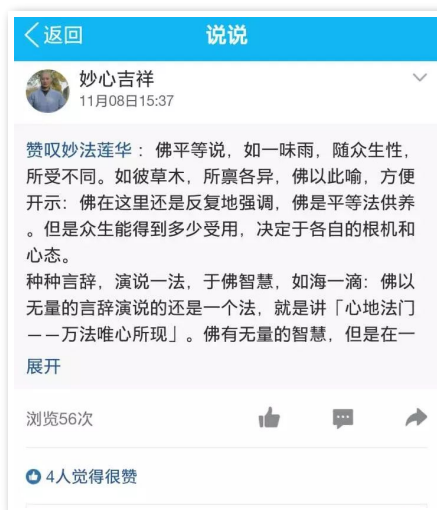 返回
说说
妙心吉祥
11月08日15:37
赞叹妙法莲华 ：佛平等说，如一味雨，随众生性，
所受不同。如彼草木，所禀各异，佛以此喻，方便
开示：佛在这里还是反复地强调，佛是平等法供养
。但是众生能得到多少受用，决定于各自的根机和
心态。
种种言辞，演说一法，于佛智慧，如海一滴：佛以
无量的言辞演说的还是一个法，就是讲「心地法门
——万法唯心所现」。佛有无量的智慧，但是在一
展开
浏览56次
4人觉得很赞